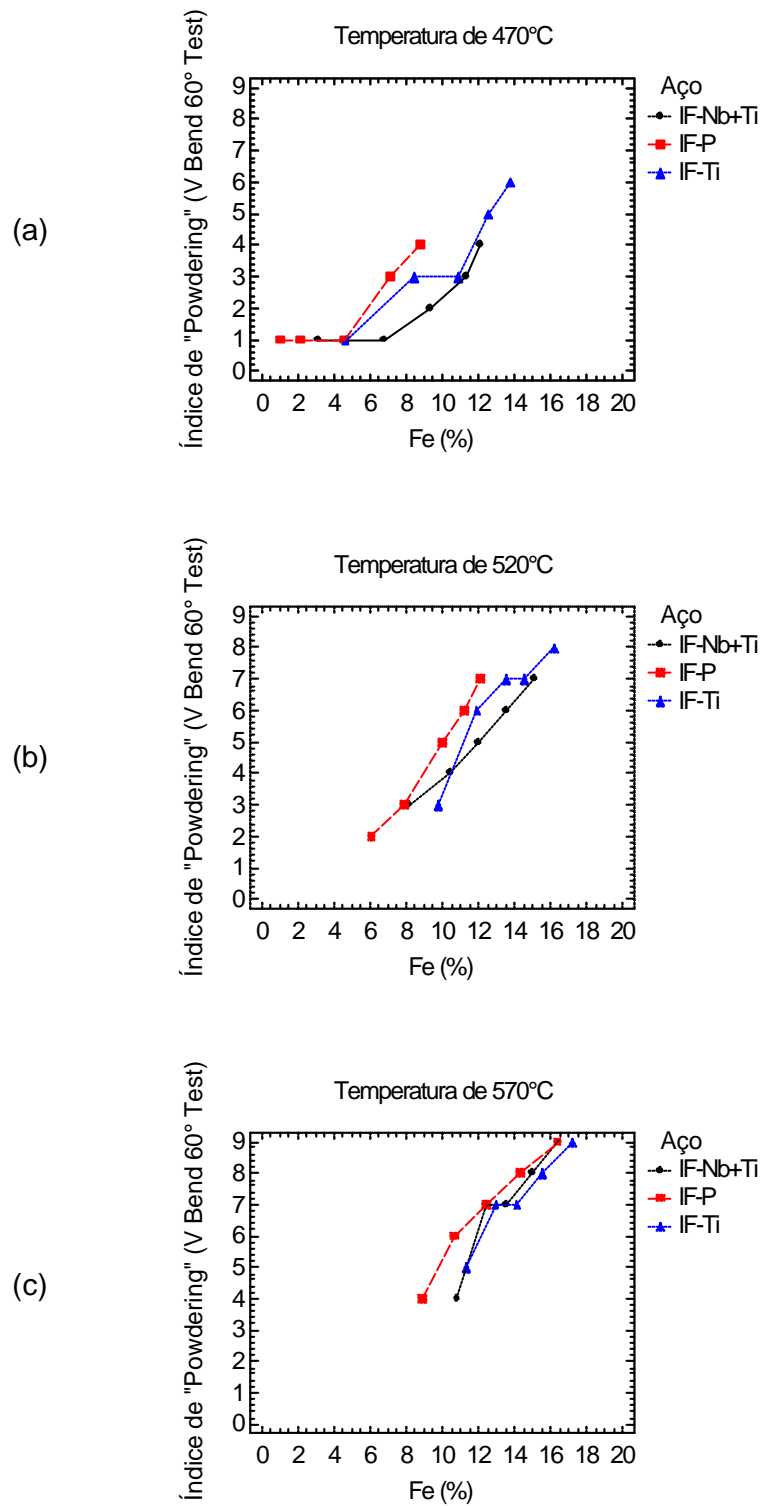 Temperatura de 470°C
(a)
Índice de "Powdering" (V Bend 60° Test)
9
8
7
6
5
4
3
2
1
0
0 2 4 6 8 10 12 14 16 18 20
Fe (%)
Aço
IF-Nb+Ti
IF-P
IF-Ti
Temperatura de 520°C
(b)
Índice de "Powdering" (V Bend 60° Test)
9
8
7
6
5
4
3
2
1
0
0 2 4 6 8 10 12 14 16 18 20
Fe (%)
Aço
IF-Nb+Ti
IF-P
IF-Ti
Temperatura de 570°C
(c)
Índice de "Powdering" (V Bend 60° Test)
9
8
7
6
5
4
3
2
1
0
0 2 4 6 8 10 12 14 16 18 20
Fe (%)
Aço
IF-Nb+Ti
IF-P
IF-Ti